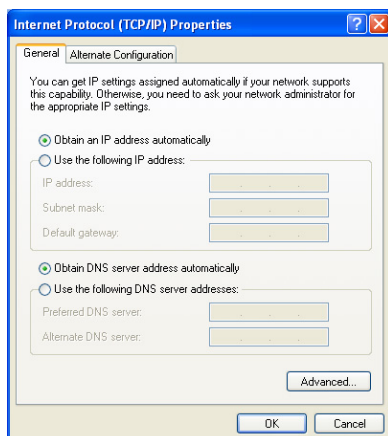 Internet Protocol (TCP/IP) Properties
General
Alternate Configuration
You can get IP settings assigned automatically if your network supports
this capability. Otherwise, you need to ask your network administrator for
the appropriate IP settings.
Obtain an IP address automatically
Use the following IP address:
IP address:
Subnet mask:
Default gateway:
Obtain DNS server address automatically
Use the following DNS server addresses:
Preferred DNS server:
Alternate DNS server:
Advanced...
OK
Cancel